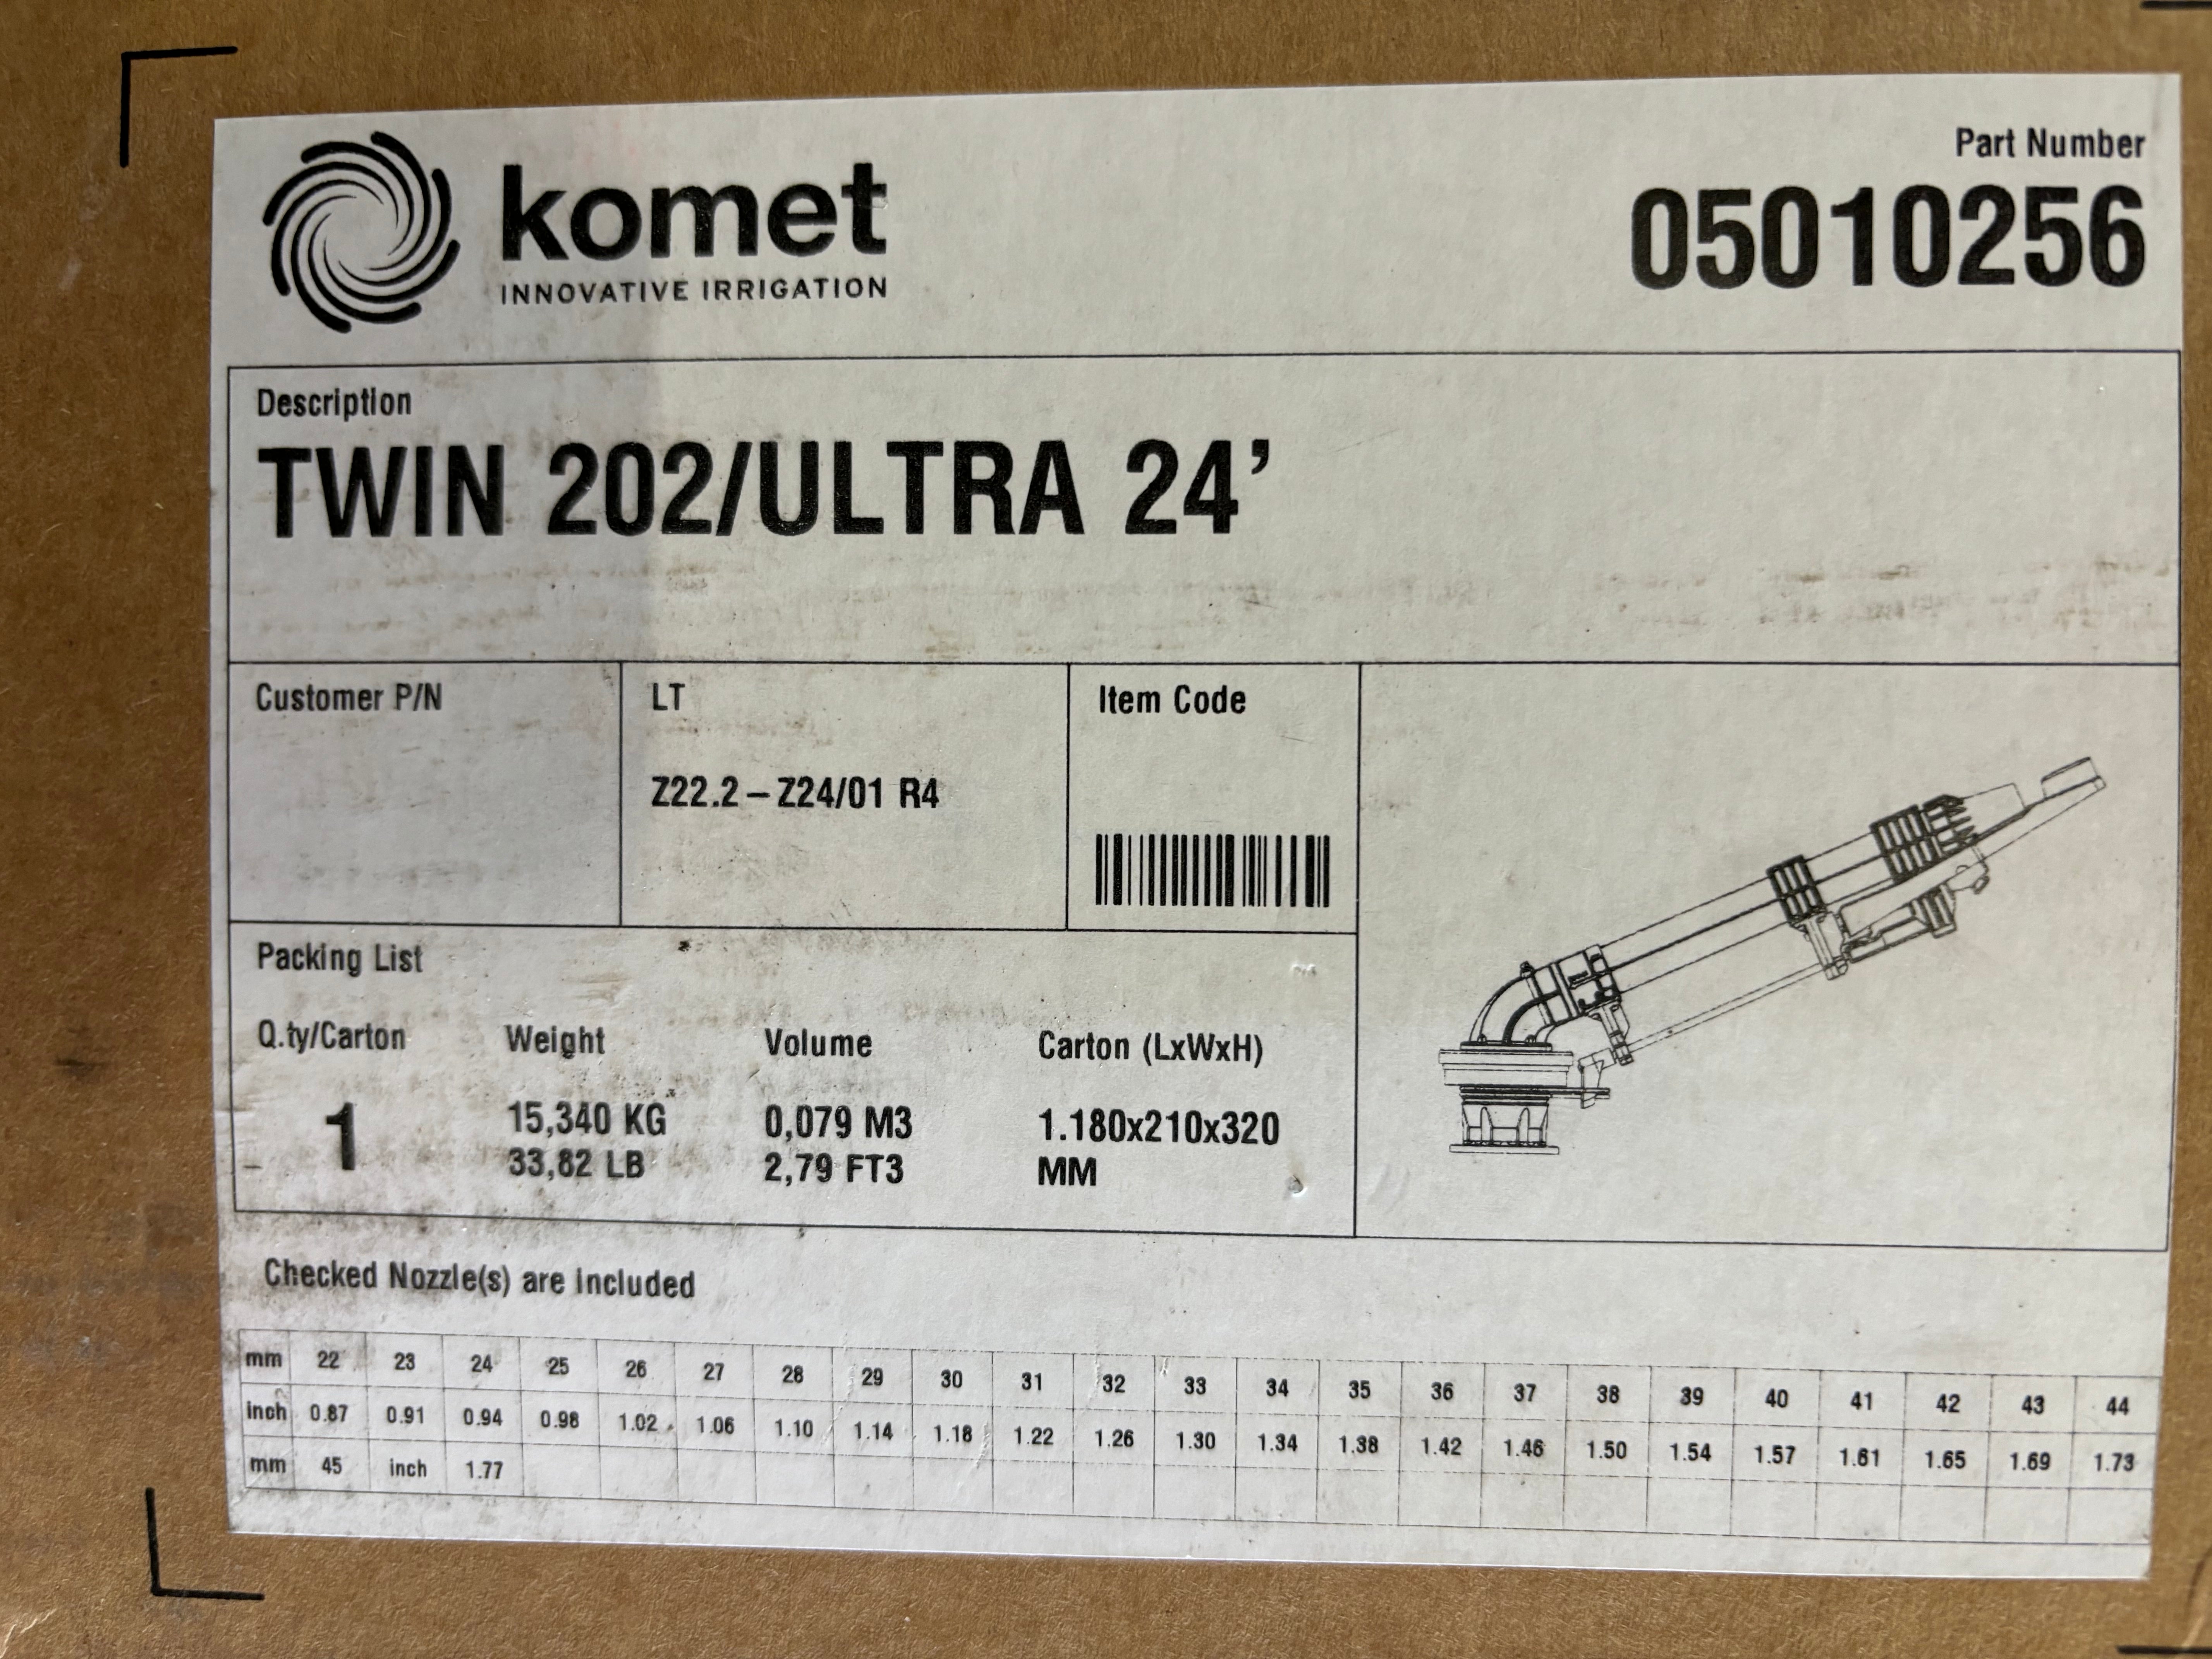 komet
INNOVATIVE IRRIGATION
Part Number
05010256
Description
TWIN 202/ULTRA 24’
Customer P/N
LT
Z22.2 – Z24/01 R4
Item Code
Packing List
Q.ty/Carton Weight Volume Carton (LxWxH)
1 15,340 KG 0,079 M3 1.180x210x320
33,82 LB 2,79 FT3 MM
Checked Nozzle(s) are included
mm 22 23 24 25 26 27 28 29 30 31 32 33 34 35 36 37 38 39 40 41 42 43 44
inch 0.87 0.91 0.94 0.98 1.02 1.06 1.10 1.14 1.18 1.22 1.26 1.30 1.34 1.38 1.42 1.46 1.50 1.54 1.57 1.61 1.65 1.69 1.73
mm 45 inch 1.77